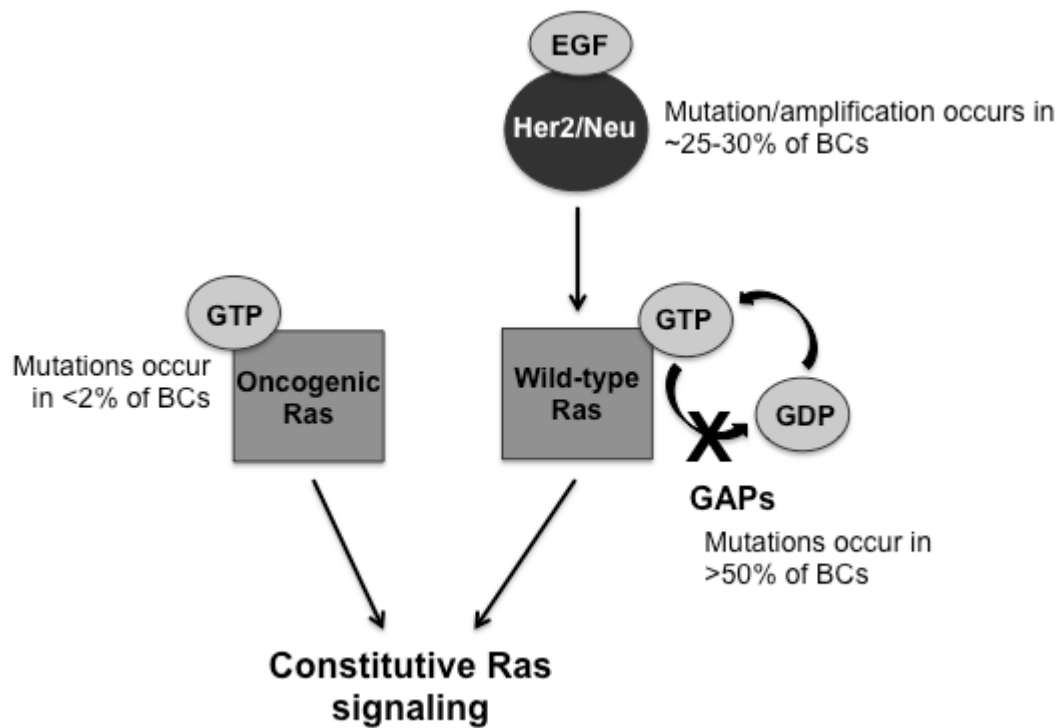 EGF
Her2/Neu
Mutation/amplification occurs in
~25-30% of BCs
GTP
Mutations occur
in <2% of BCs
Oncogenic
Ras
Wild-type
Ras
GTP
GDP
X
GAPs
Mutations occur in
>50% of BCs
Constitutive Ras
signaling